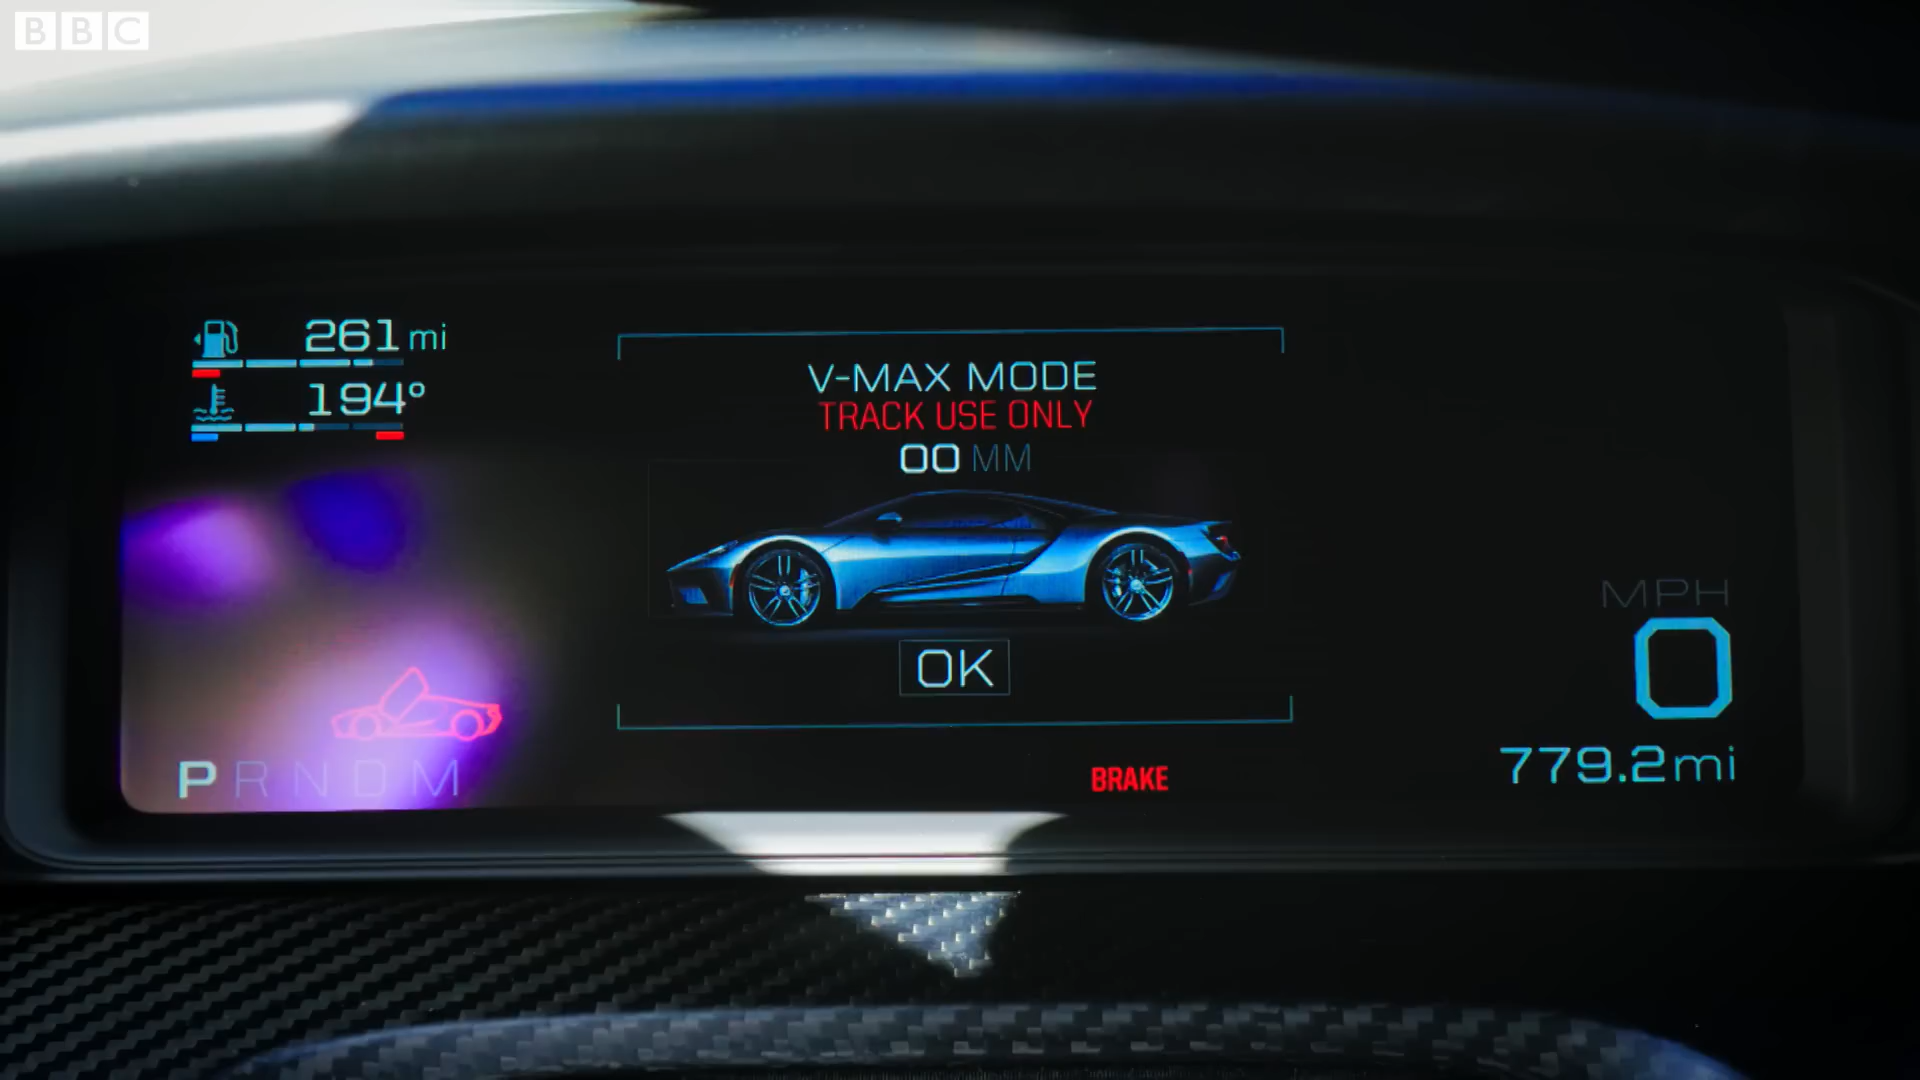 BBC
261 mi
194°
V-MAX MODE
TRACK USE ONLY
00 MM
OK
MPH
0
779.2mi
P R N D M
BRAKE